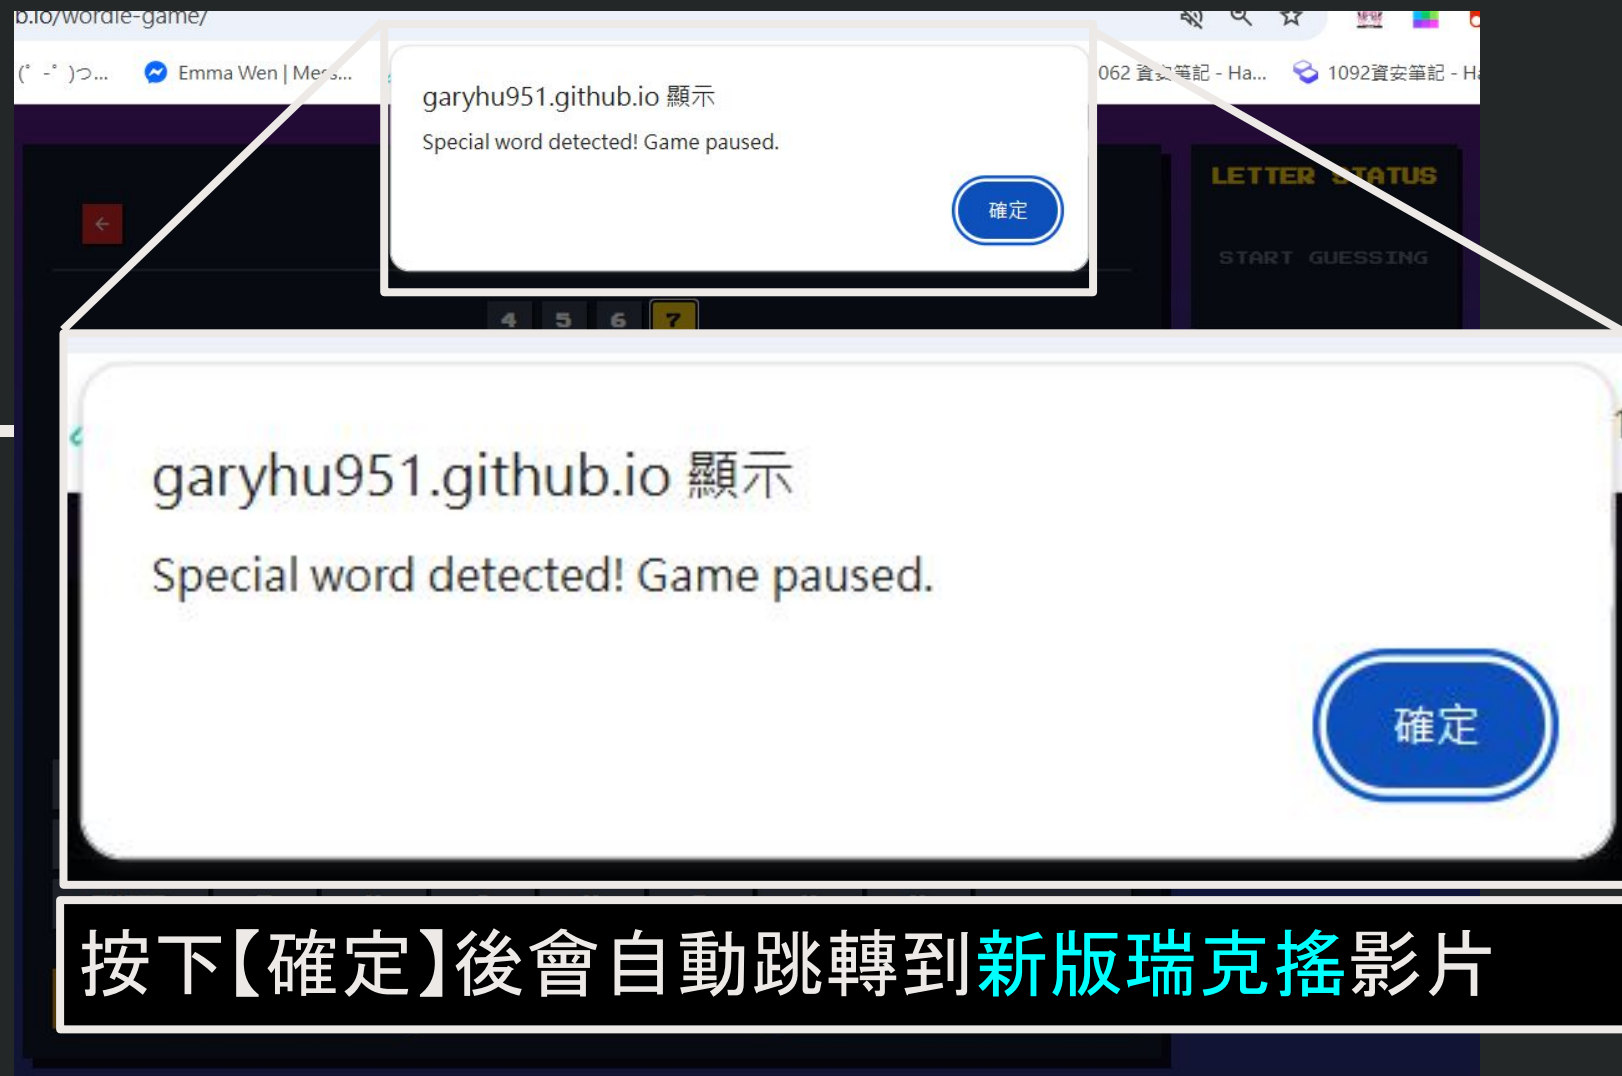 b.io/wordle-game/
(˚ -˚ )つ...
Emma Wen | Mess...
062 資安筆記 - Ha...
1092資安筆記 - Ha
garyhu951.github.io 顯示
Special word detected! Game paused.
確定
LETTER STATUS
START GUESSING
4 5 6 7
garyhu951.github.io 顯示
Special word detected! Game paused.
確定
按下【確定】後會自動跳轉到新版瑞克搖影片